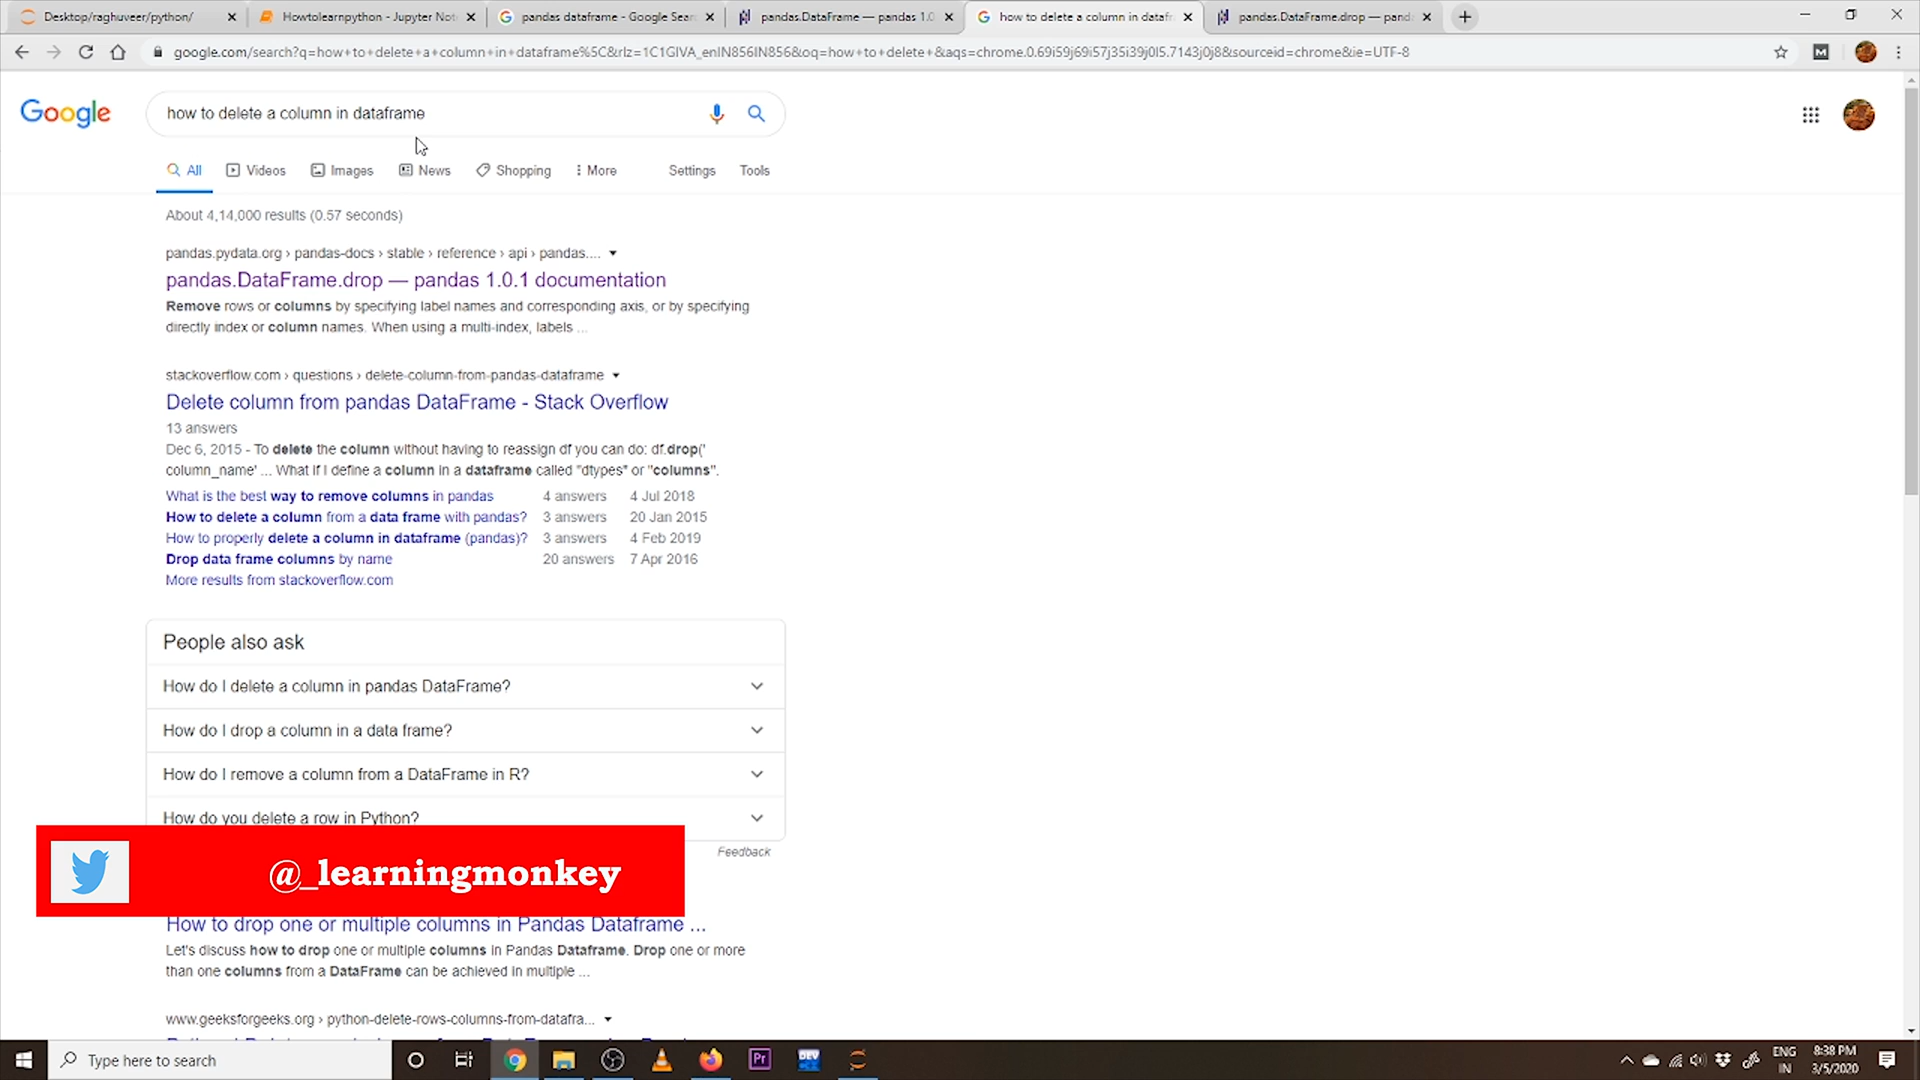 Desktop/raghuveer/python/
Howtolearnpython - Jupyter Not
pandas dataframe - Google Sear
pandas.DataFrame — pandas 1.0
how to delete a column in datafr
pandas.DataFrame.drop — panda
google.com/search?q=how+to+delete+a+column+in+dataframe%5C&rlz=1C1GIVA_enIN856IN856&oq=how+to+delete+&aqs=chrome.0.69i59j69i57j35i39j0l5.7143j0j8&sourceid=chrome&ie=UTF-8
M
Google
how to delete a column in dataframe
All
Videos
Images
News
Shopping
More
Settings
Tools
About 4,14,000 results (0.57 seconds)
pandas.pydata.org › pandas-docs › stable › reference › api › pandas....
pandas.DataFrame.drop — pandas 1.0.1 documentation
Remove rows or columns by specifying label names and corresponding axis, or by specifying
directly index or column names. When using a multi-index, labels ...
stackoverflow.com › questions › delete-column-from-pandas-dataframe
Delete column from pandas DataFrame - Stack Overflow
13 answers
Dec 6, 2015 - To delete the column without having to reassign df you can do: df.drop('
column_name' ... What if I define a column in a dataframe called "dtypes" or "columns".
What is the best way to remove columns in pandas 4 answers 4 Jul 2018
How to delete a column from a data frame with pandas? 3 answers 20 Jan 2015
How to properly delete a column in dataframe (pandas)? 3 answers 4 Feb 2019
Drop data frame columns by name 20 answers 7 Apr 2016
More results from stackoverflow.com
People also ask
How do I delete a column in pandas DataFrame?
How do I drop a column in a data frame?
How do I remove a column from a DataFrame in R?
How do you delete a row in Python?
Feedback
@_learningmonkey
How to drop one or multiple columns in Pandas Dataframe ...
Let's discuss how to drop one or multiple columns in Pandas Dataframe. Drop one or more
than one columns from a DataFrame can be achieved in multiple ...
www.geeksforgeeks.org › python-delete-rows-columns-from-datafra...
Type here to search
Pr
DEV
ENG
IN
8:38 PM
3/5/2020